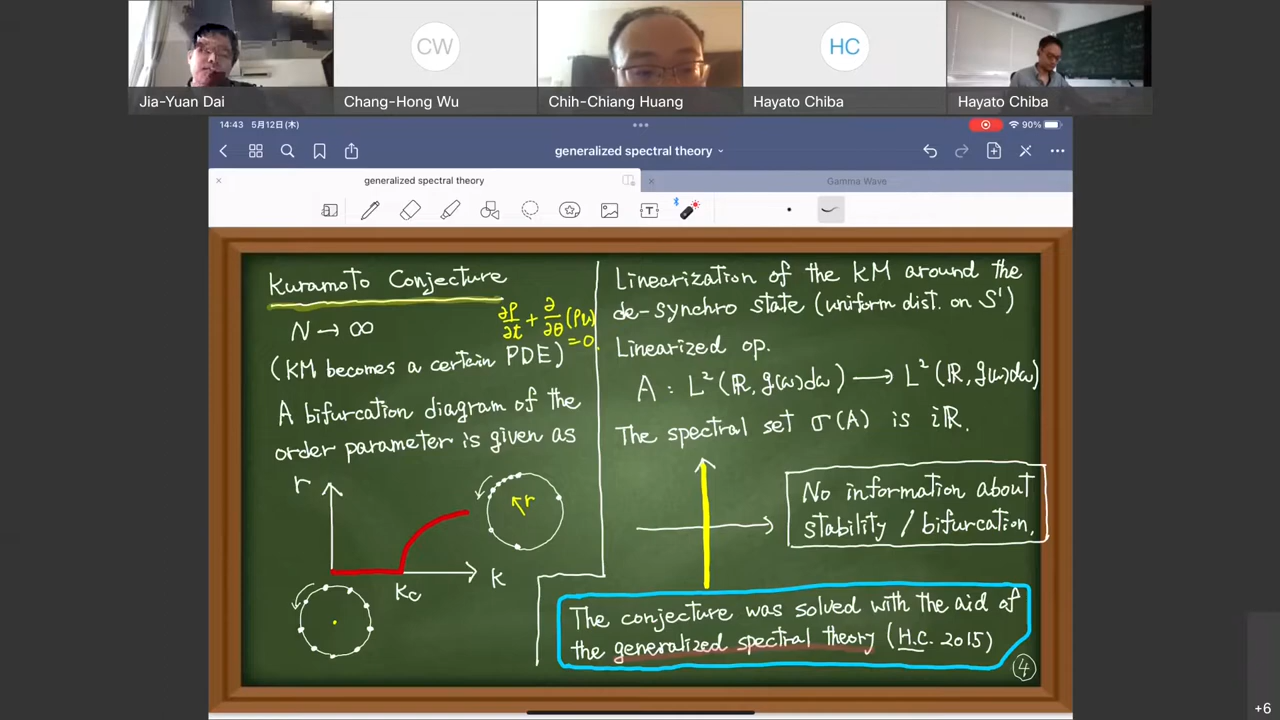 CW
HC
Jia-Yuan Dai
Chang-Hong Wu
Chih-Chiang Huang
Hayato Chiba
Hayato Chiba
14:43 5月12日(木)
90%
generalized spectral theory
generalized spectral theory
Gamma Wave
Kuramoto Conjecture
N → ∞
∂ρ/∂t + ∂/∂θ (ρv)
= 0.
(KM becomes a certain PDE)
A bifurcation diagram of the
order parameter is given as
r
r
K
Kc
Linearization of the KM around the
de-synchro state (uniform dist. on S¹)
Linearized op.
A : L²(ℝ, g(ω)dω) → L²(ℝ, g(ω)dω)
The spectral set σ(A) is iℝ.
No information about
stability / bifurcation.
The conjecture was solved with the aid of
the generalized spectral theory (H.C. 2015)
④
+6